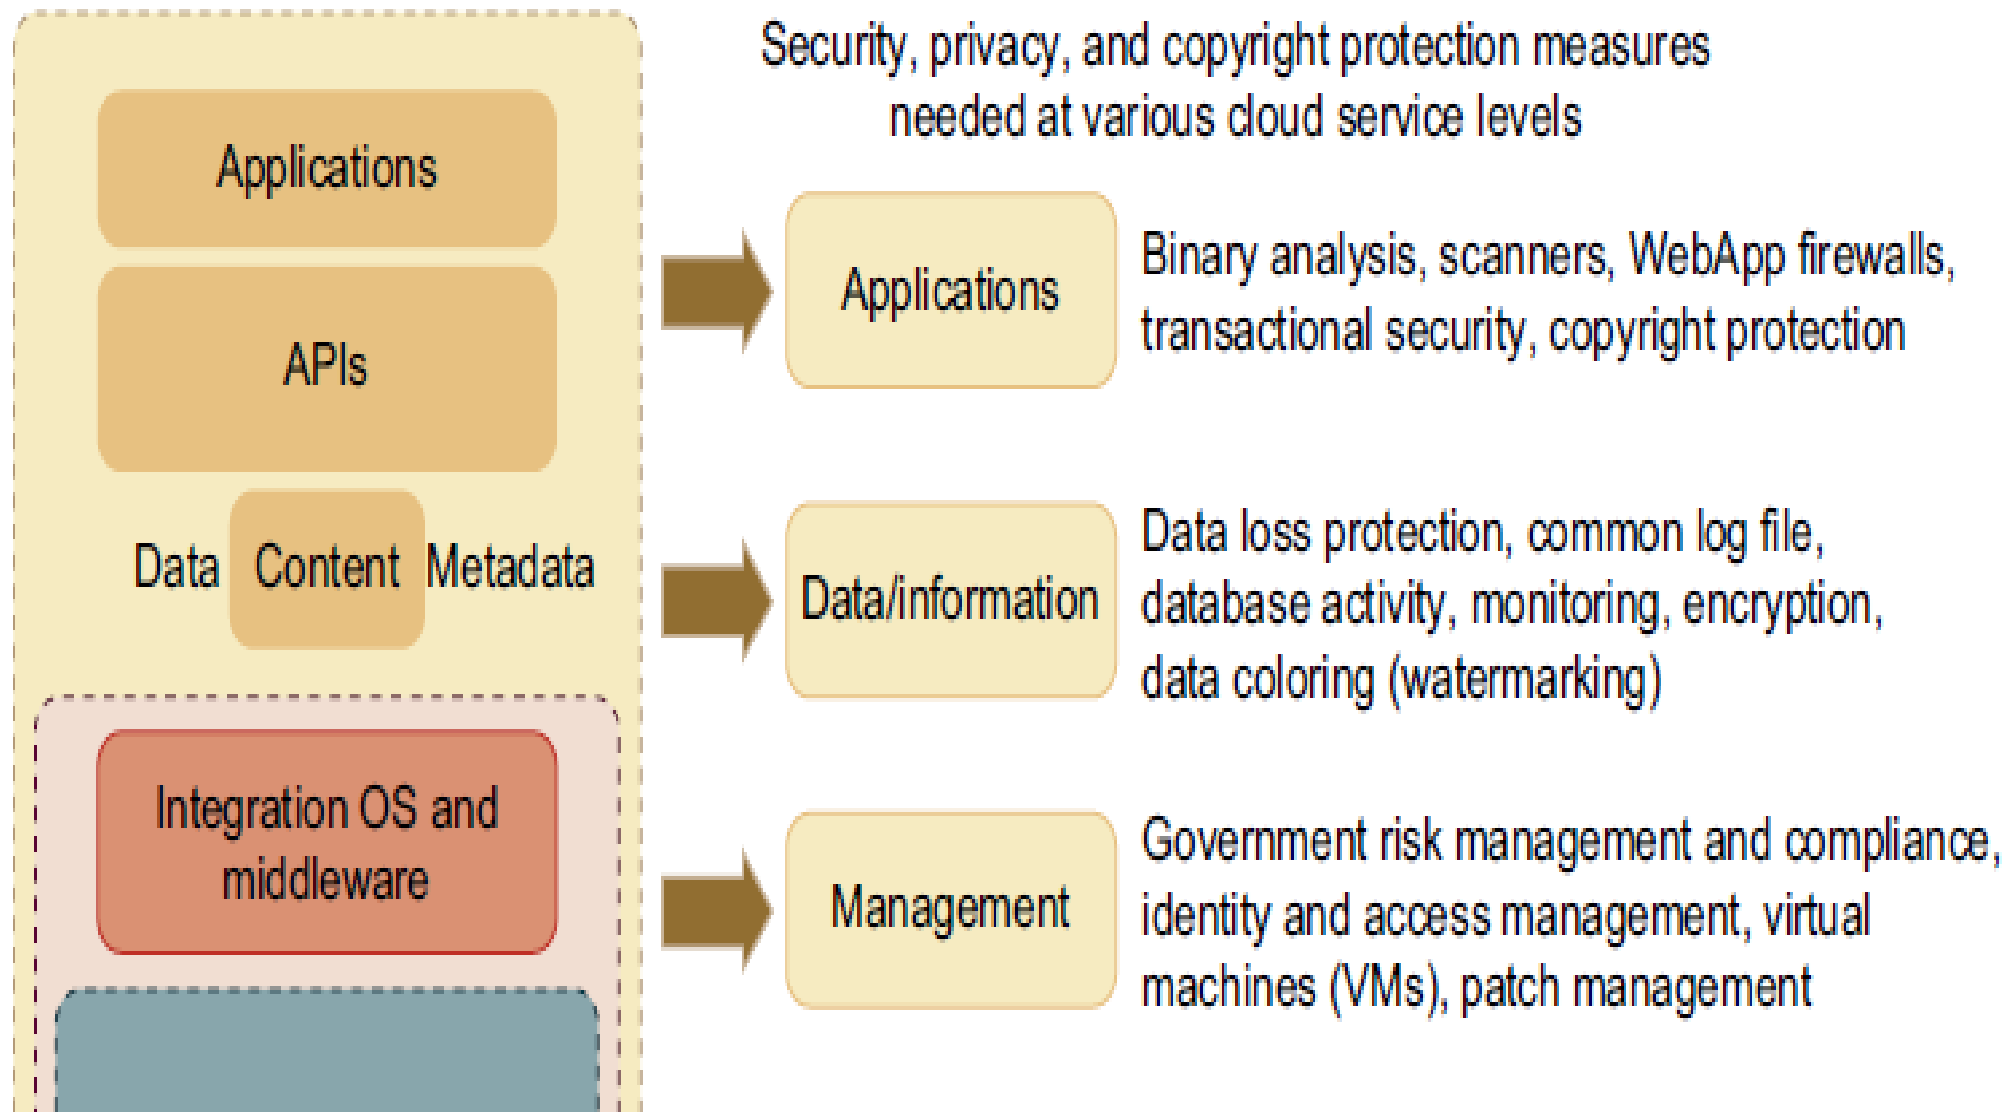 Security, privacy, and copyright protection measures
needed at various cloud service levels
Applications
APIs
Data Content Metadata
Integration OS and
middleware
Applications
Binary analysis, scanners, WebApp firewalls,
transactional security, copyright protection
Data/information
Data loss protection, common log file,
database activity, monitoring, encryption,
data coloring (watermarking)
Management
Government risk management and compliance,
identity and access management, virtual
machines (VMs), patch management